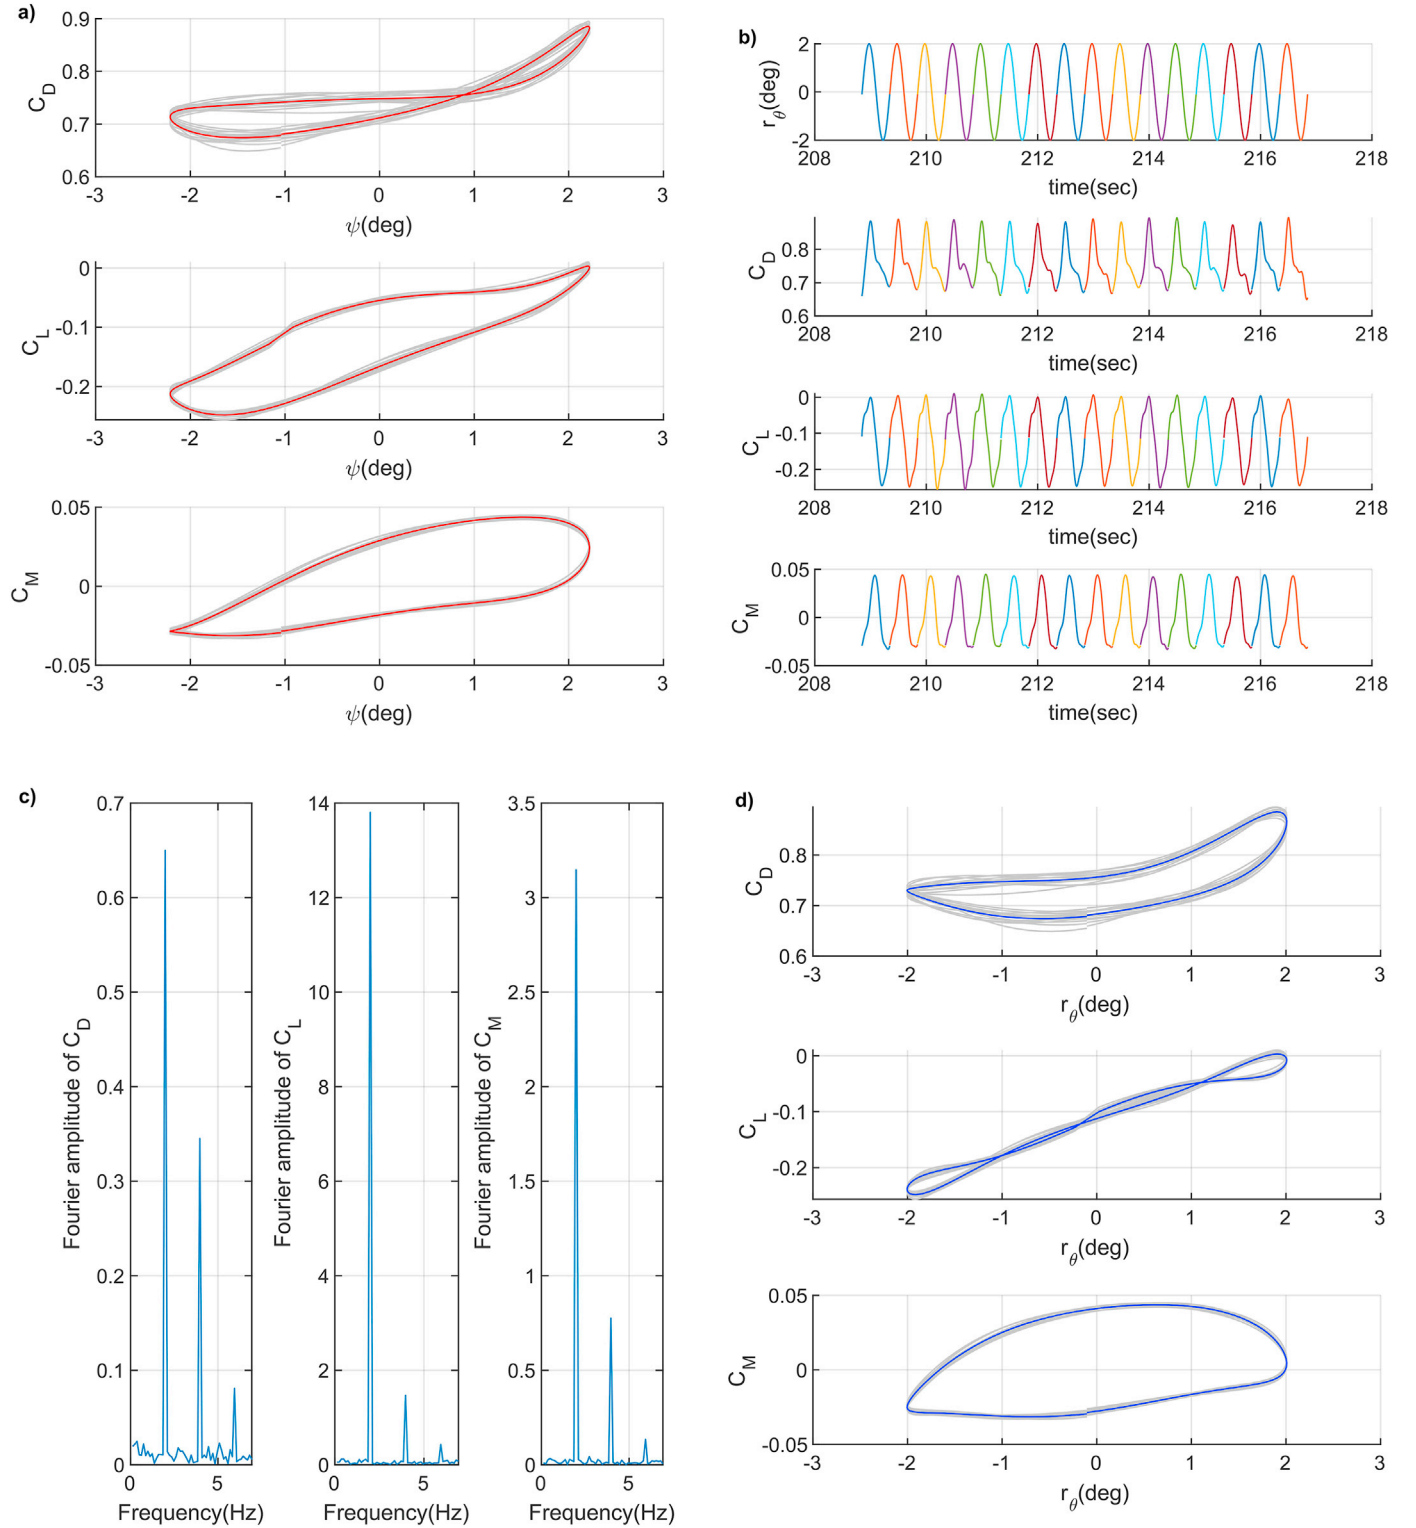 a)
0.9
0.8
0.7
0.6
C_D
-3 -2 -1 0 1 2 3
ψ(deg)
0
-0.1
-0.2
C_L
-3 -2 -1 0 1 2 3
ψ(deg)
0.05
0
-0.05
C_M
-3 -2 -1 0 1 2 3
ψ(deg)
b)
2
0
-2
r_θ(deg)
208 210 212 214 216 218
time(sec)
0.8
0.7
0.6
C_D
208 210 212 214 216 218
time(sec)
0
-0.1
-0.2
C_L
208 210 212 214 216 218
time(sec)
0.05
0
-0.05
C_M
208 210 212 214 216 218
time(sec)
c)
0.7
0.6
0.5
0.4
0.3
0.2
0.1
0
Fourier amplitude of C_D
0 5
Frequency(Hz)
14
12
10
8
6
4
2
0
Fourier amplitude of C_L
0 5
Frequency(Hz)
3.5
3
2.5
2
1.5
1
0.5
0
Fourier amplitude of C_M
0 5
Frequency(Hz)
d)
0.8
0.7
0.6
C_D
-3 -2 -1 0 1 2 3
r_θ(deg)
0
-0.1
-0.2
C_L
-3 -2 -1 0 1 2 3
r_θ(deg)
0.05
0
-0.05
C_M
-3 -2 -1 0 1 2 3
r_θ(deg)